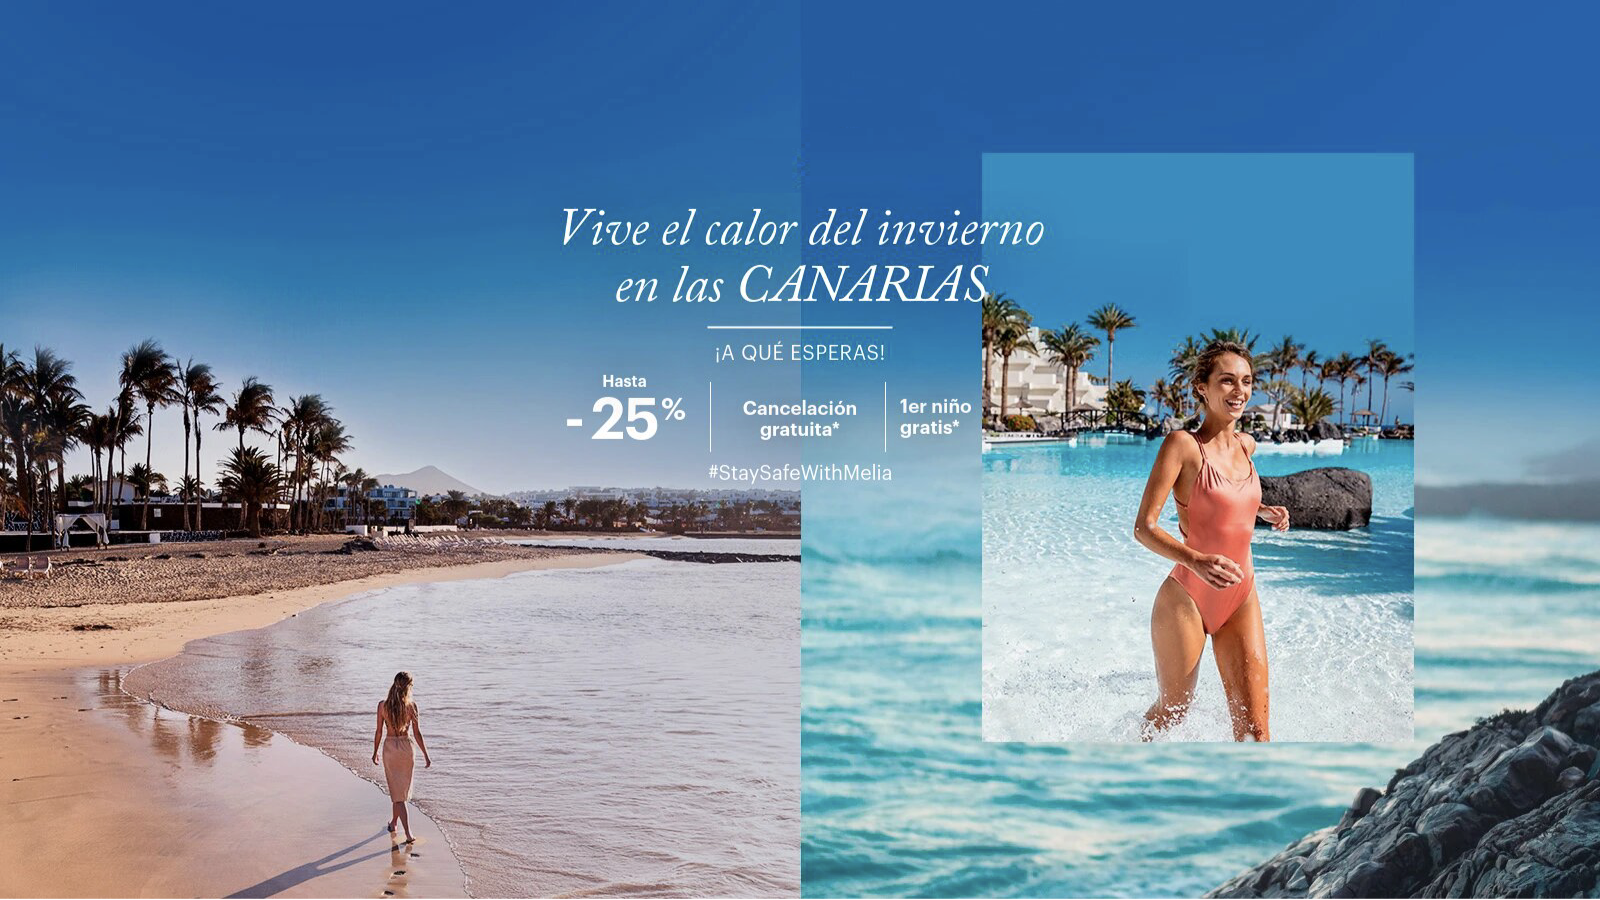 Vive el calor del invierno
en las CANARIAS
¡A QUÉ ESPERAS!
Hasta
-25%
Cancelación
gratuita*
1er niño
gratis*
#StaySafeWithMelia